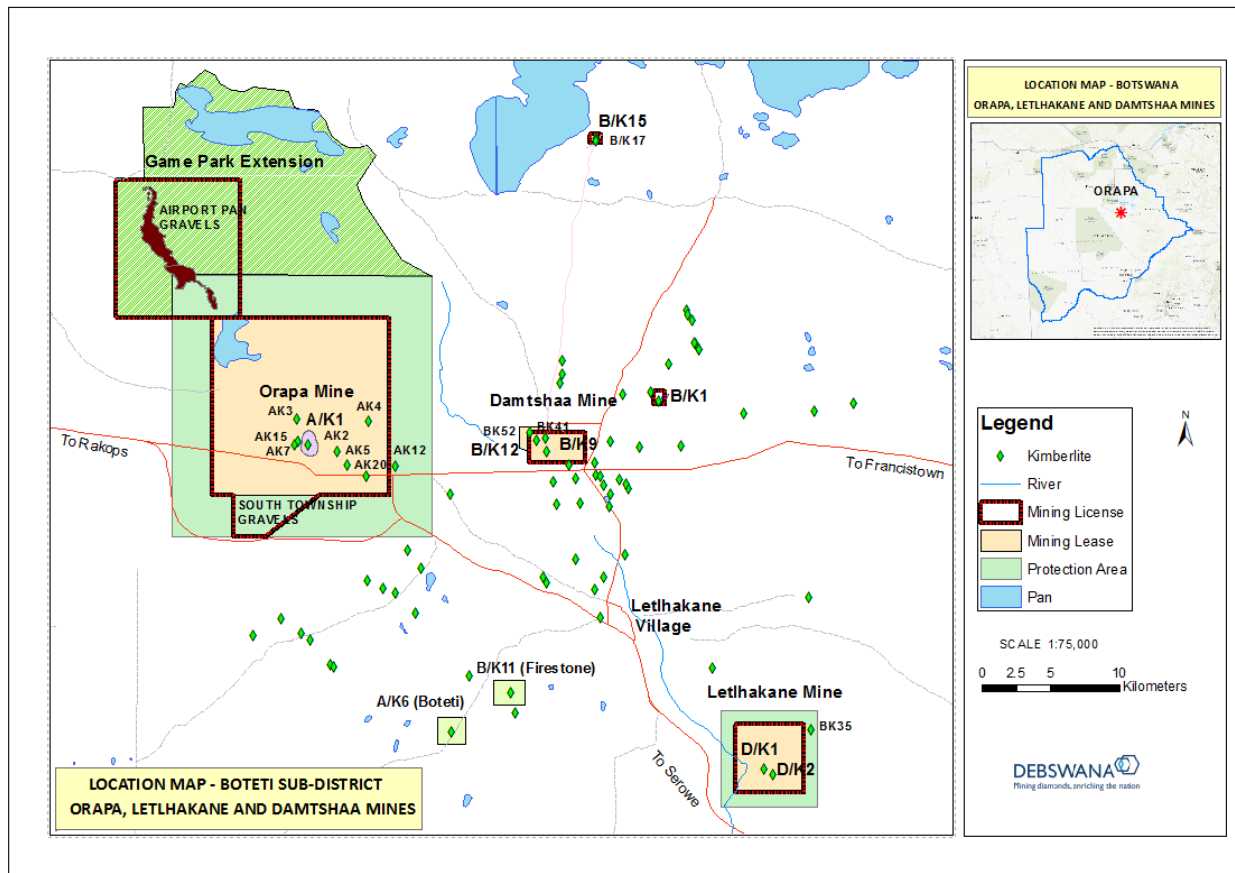 B/K15
B/K17
Game Park Extension
AIRPORT PAN
GRAVELS
Orapa Mine
AK3
A/K1
AK4
AK15
AK7
AK2
AK5
AK20
AK12
To Rakops
SOUTH TOWNSHIP
GRAVELS
Damtshaa Mine
B/K1
BK52
BK41
B/K12
B/K9
To Francistown
Letlhakane
Village
B/K11 (Firestone)
A/K6 (Boteti)
Letlhakane Mine
BK35
D/K1
D/K2
To Serowe
LOCATION MAP - BOTETI SUB-DISTRICT
ORAPA, LETLHAKANE AND DAMTSHAA MINES
LOCATION MAP - BOTSWANA
ORAPA, LETLHAKANE AND DAMTSHAA MINES
ORAPA
N
Legend
Kimberlite
River
Mining License
Mining Lease
Protection Area
Pan
SCALE 1:75,000
0 2.5 5 10
Kilometers
DEBSWANA
Mining diamonds, enriching the nation